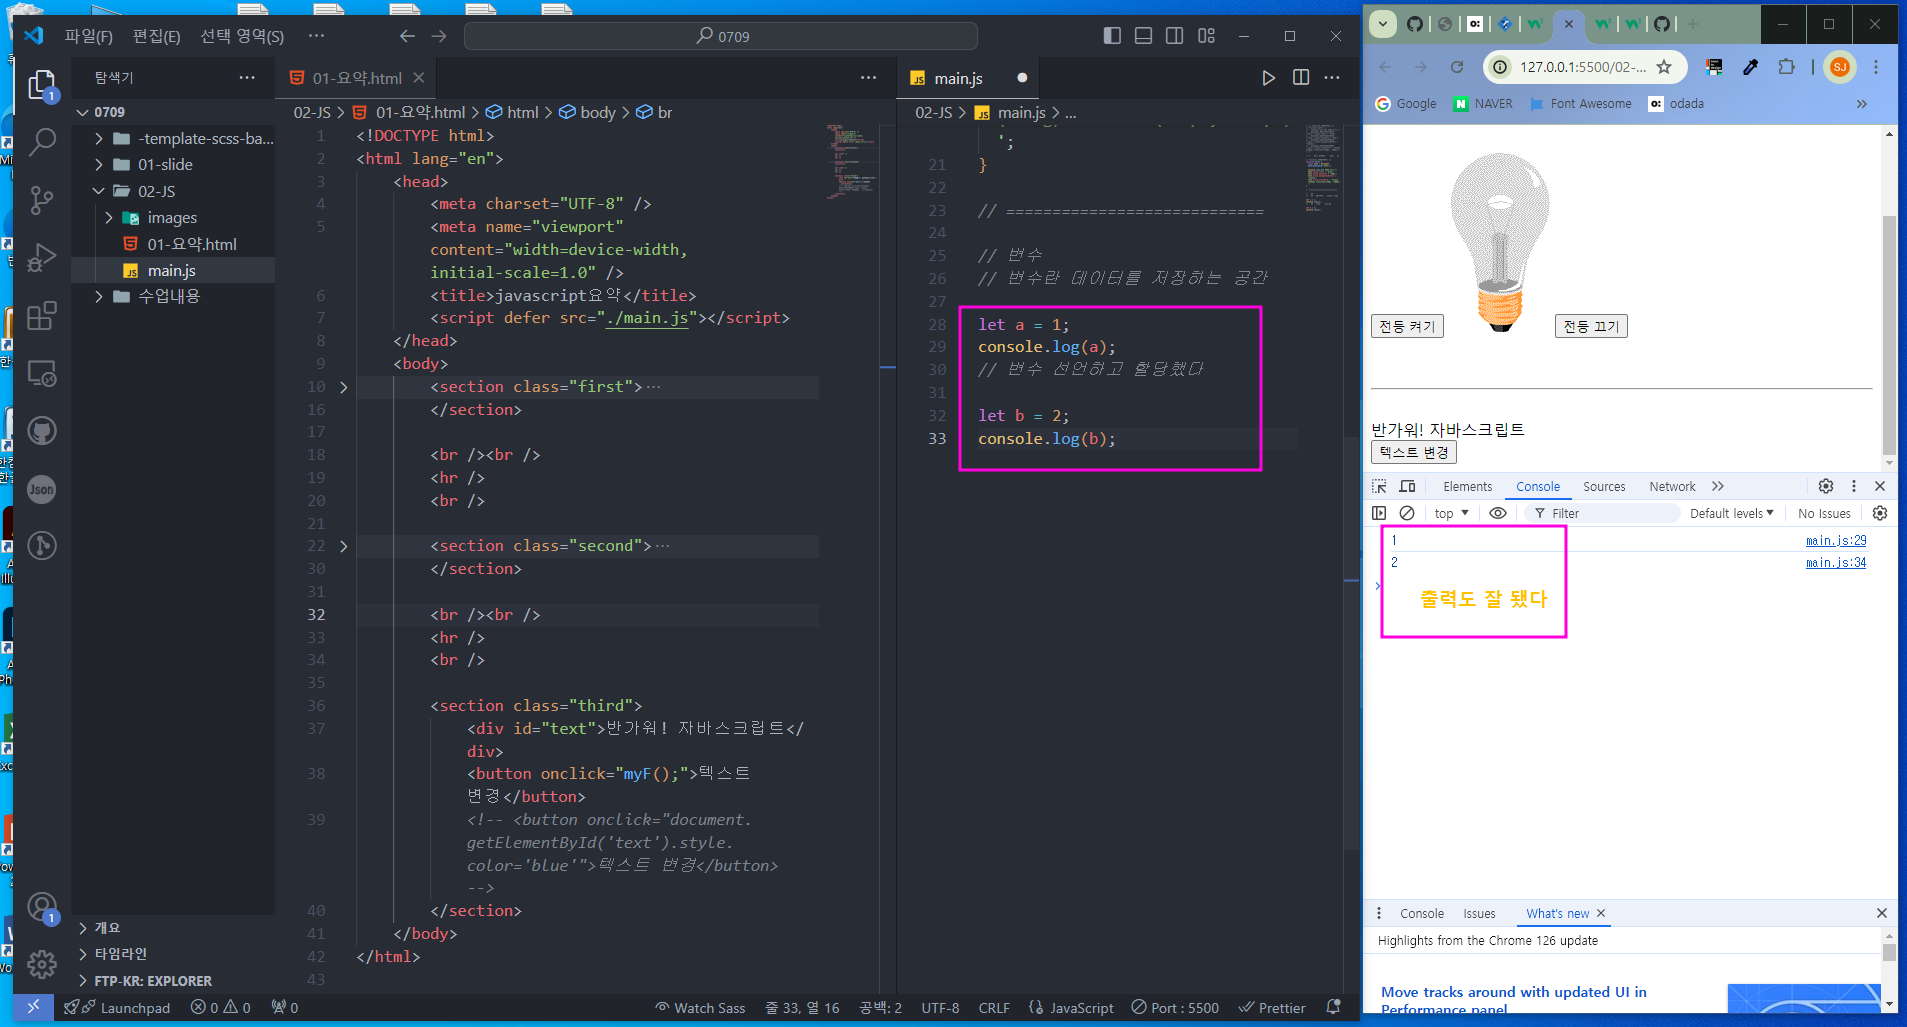 파일(F) 편집(E) 선택 영역(S) ··· 0709
탐색기 ···
0709
-template-scss-ba...
01-slide
02-JS
images
01-요약.html
main.js
수업내용
개요
타임라인
FTP-KR: EXPLORER
01-요약.html
02-JS > 01-요약.html > html > body > br
1 <!DOCTYPE html>
2 <html lang="en">
3 <head>
4 <meta charset="UTF-8" />
5 <meta name="viewport"
content="width=device-width,
initial-scale=1.0" />
6 <title>javascript요약</title>
7 <script defer src="./main.js"></script>
8 </head>
9 <body>
10 <section class="first">···
16 </section>
17
18 <br /><br />
19 <hr />
20 <br />
21
22 <section class="second">···
30 </section>
31
32 <br /><br />
33 <hr />
34 <br />
35
36 <section class="third">
37 <div id="text">반가워! 자바스크립트</
div>
38 <button onclick="myF();">텍스트
변경</button>
39 <!-- <button onclick="document.
getElementById('text').style.
color='blue'">텍스트 변경</button>
-->
40 </section>
41 </body>
42 </html>
43
main.js
02-JS > main.js > ...
';
21 }
22
23 // ============================
24
25 // 변수
26 // 변수란 데이터를 저장하는 공간
27
28 let a = 1;
29 console.log(a);
30 // 변수 선언하고 할당했다
31
32 let b = 2;
33 console.log(b);
Launchpad 0 0 0 Watch Sass 줄 33, 열 16 공백: 2 UTF-8 CRLF {} JavaScript Port : 5500 Prettier
127.0.0.1:5500/02-...
SJ
Google NAVER Font Awesome odada
전등 켜기 전등 끄기
반가워! 자바스크립트
텍스트 변경
Elements Console Sources Network
top Filter Default levels No Issues
1 main.js:29
2 main.js:34
출력도 잘 됐다
Console Issues What's new
Highlights from the Chrome 126 update
Move tracks around with updated UI in
Performance panel